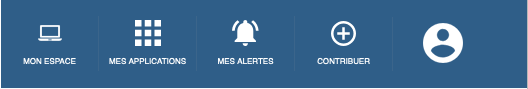 MON ESPACE
MES APPLICATIONS
MES ALERTES
CONTRIBUER